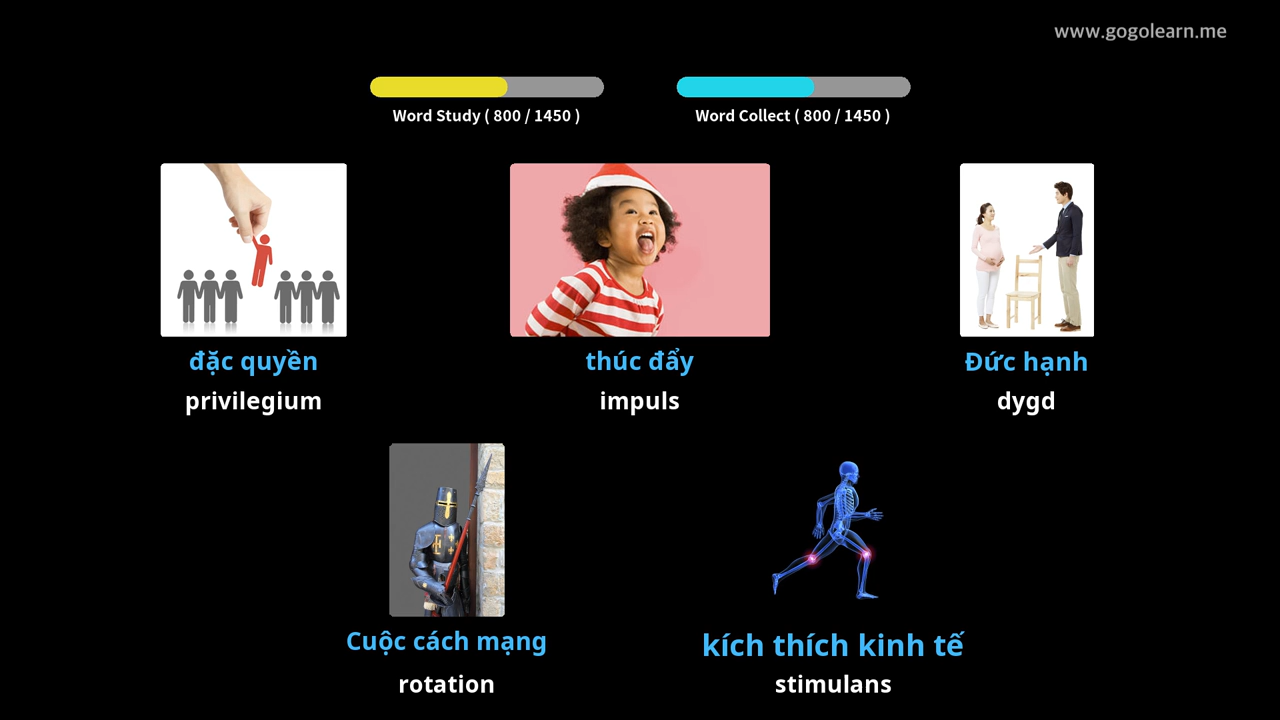 www.gogolearn.me
Word Study ( 800 / 1450 )
Word Collect ( 800 / 1450 )
đặc quyền
privilegium
thúc đẩy
impuls
Đức hạnh
dygd
Cuộc cách mạng
rotation
kích thích kinh tế
stimulans